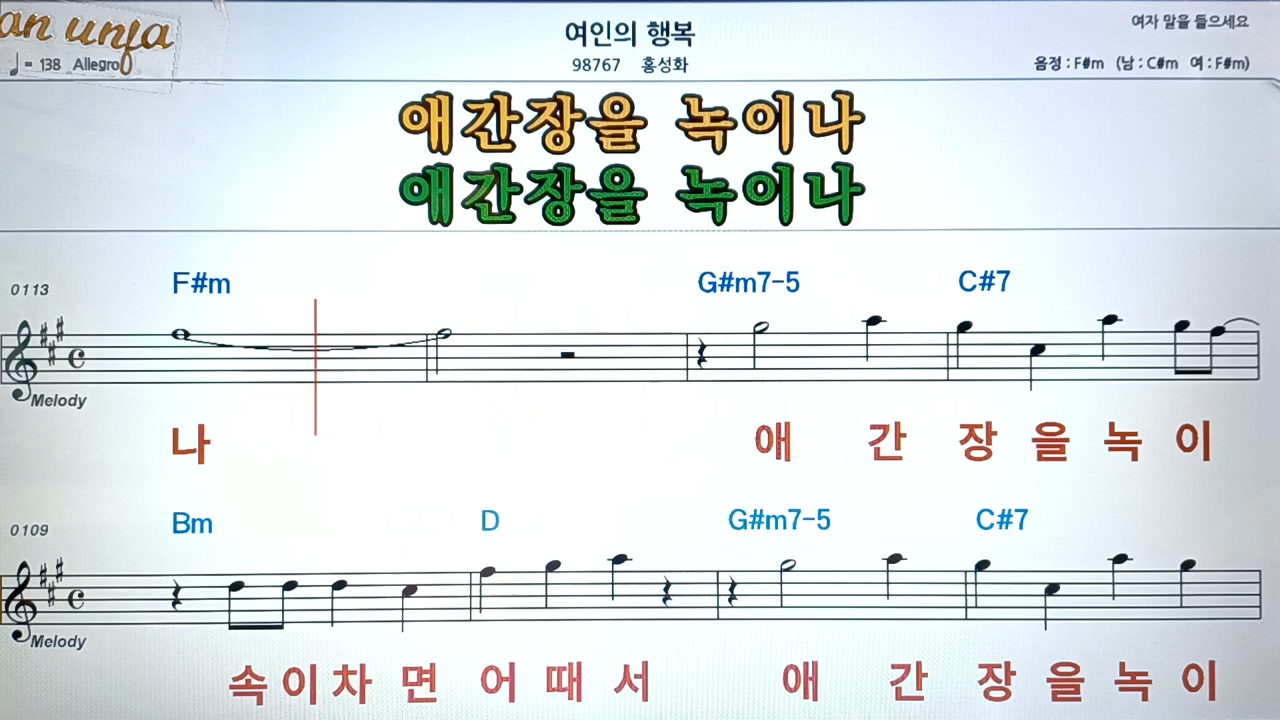 an unfa
여인의 행복
여자 말을 들으세요
♩= 138 Allegro
98767 홍성화
음정 : F#m (남 : C#m 여 : F#m)
애간장을 녹이나
애간장을 녹이나
0113 F#m G#m7-5 C#7
Melody
나 애 간 장 을 녹 이
0109 Bm D G#m7-5 C#7
Melody
속 이 차 면 어 때 서 애 간 장 을 녹 이